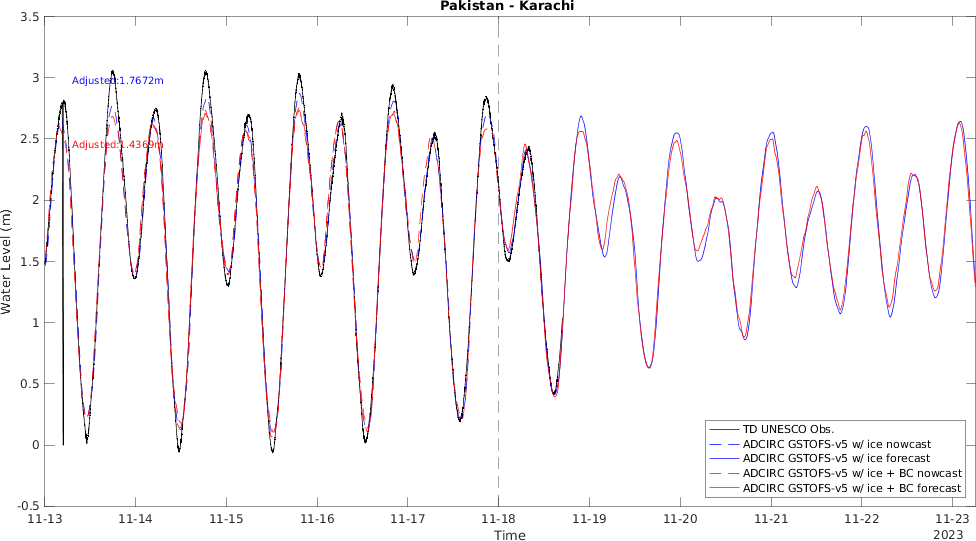 Pakistan - Karachi
3.5
3
2.5
2
1.5
1
0.5
0
-0.5
Water Level (m)
Adjusted:1.7672m
Adjusted:1.4369m
TD UNESCO Obs.
ADCIRC GSTOFS-v5 w/ ice nowcast
ADCIRC GSTOFS-v5 w/ ice forecast
ADCIRC GSTOFS-v5 w/ ice + BC nowcast
ADCIRC GSTOFS-v5 w/ ice + BC forecast
11-13 11-14 11-15 11-16 11-17 11-18 11-19 11-20 11-21 11-22 11-23
Time
2023